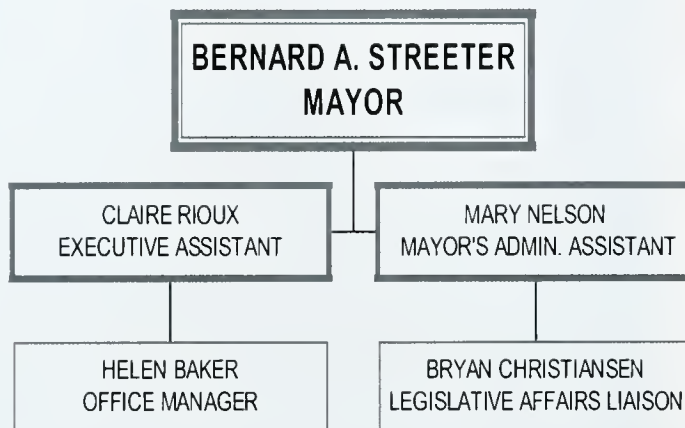 BERNARD A. STREETER
MAYOR
CLAIRE RIOUX
EXECUTIVE ASSISTANT
MARY NELSON
MAYOR'S ADMIN. ASSISTANT
HELEN BAKER
OFFICE MANAGER
BRYAN CHRISTIANSEN
LEGISLATIVE AFFAIRS LIAISON